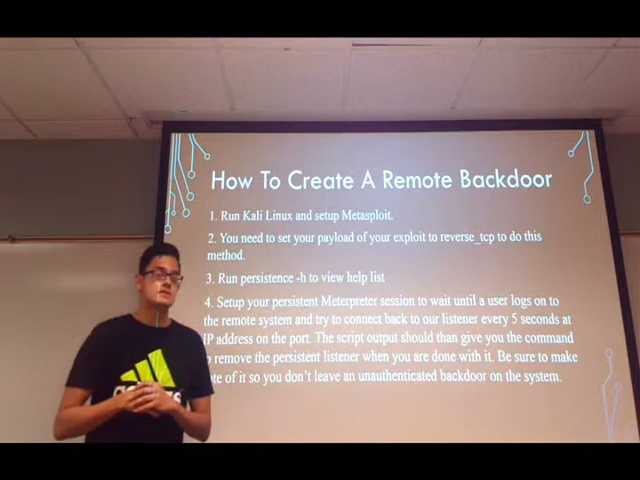 How To Create A Remote Backdoor
1. Run Kali Linux and setup Metasploit.
2. You need to set your payload of your exploit to reverse_tcp to do this
method.
3. Run persistence -h to view help list
4. Setup your persistent Meterpreter session to wait until a user logs on to
the remote system and try to connect back to our listener every 5 seconds at
IP address on the port. The script output should than give you the command
remove the persistent listener when you are done with it. Be sure to make
of it so you don't leave an unauthenticated backdoor on the system.
adidas